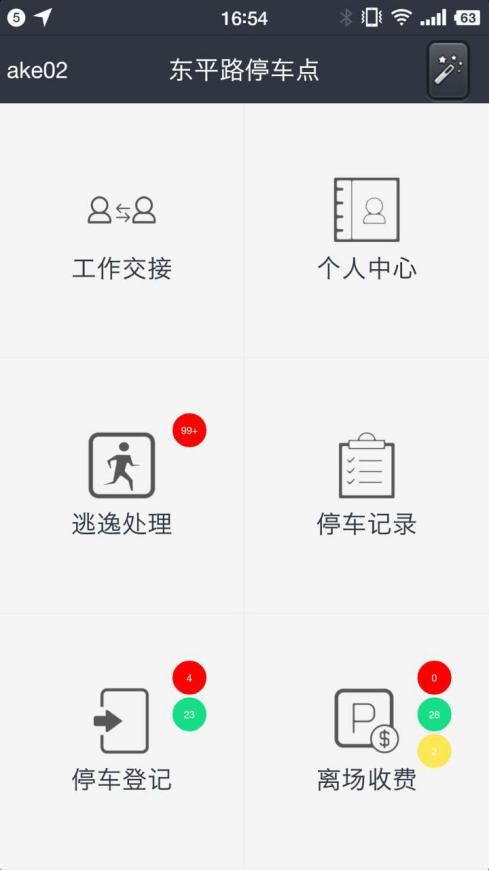 5 16:54 63
ake02 东平路停车点
工作交接 个人中心
99+
逃逸处理 停车记录
4 0
23 28
2
P $
停车登记 离场收费